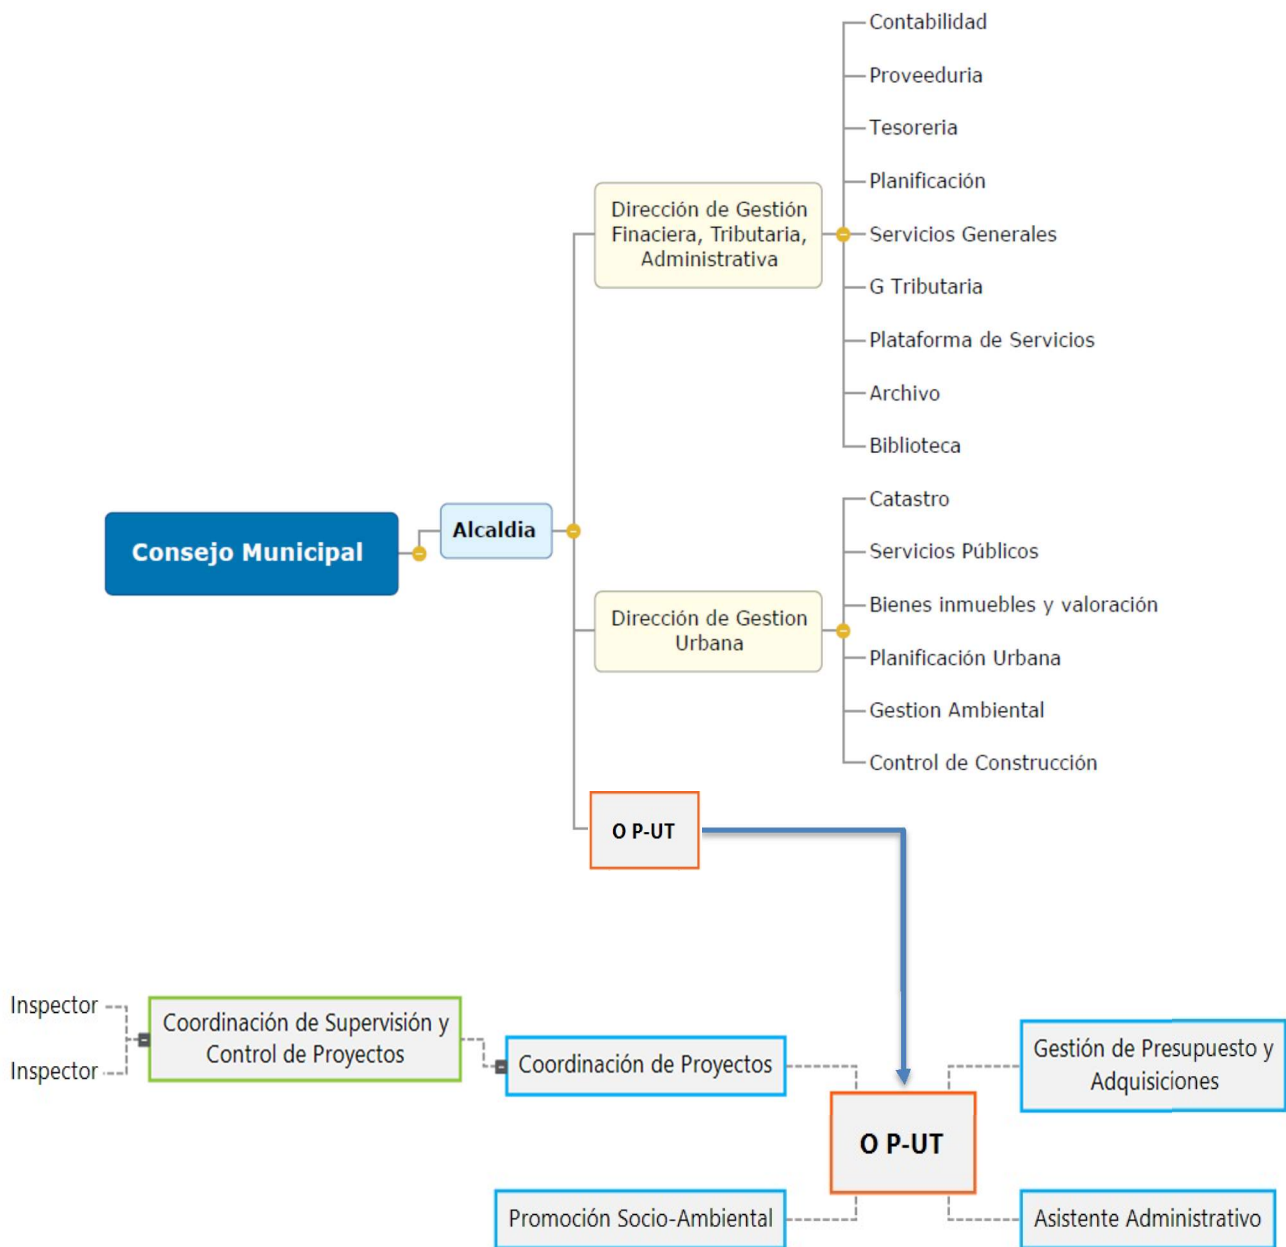 Contabilidad
Proveeduria
Tesoreria
Planificación
Dirección de Gestión
Finaciera, Tributaria,
Administrativa
Servicios Generales
G Tributaria
Plataforma de Servicios
Archivo
Biblioteca
Consejo Municipal
Alcaldia
Catastro
Servicios Públicos
Dirección de Gestion
Urbana
Bienes inmuebles y valoración
Planificación Urbana
Gestion Ambiental
Control de Construcción
O P-UT
Inspector
Inspector
Coordinación de Supervisión y
Control de Proyectos
Coordinación de Proyectos
Gestión de Presupuesto y
Adquisiciones
O P-UT
Promoción Socio-Ambiental
Asistente Administrativo